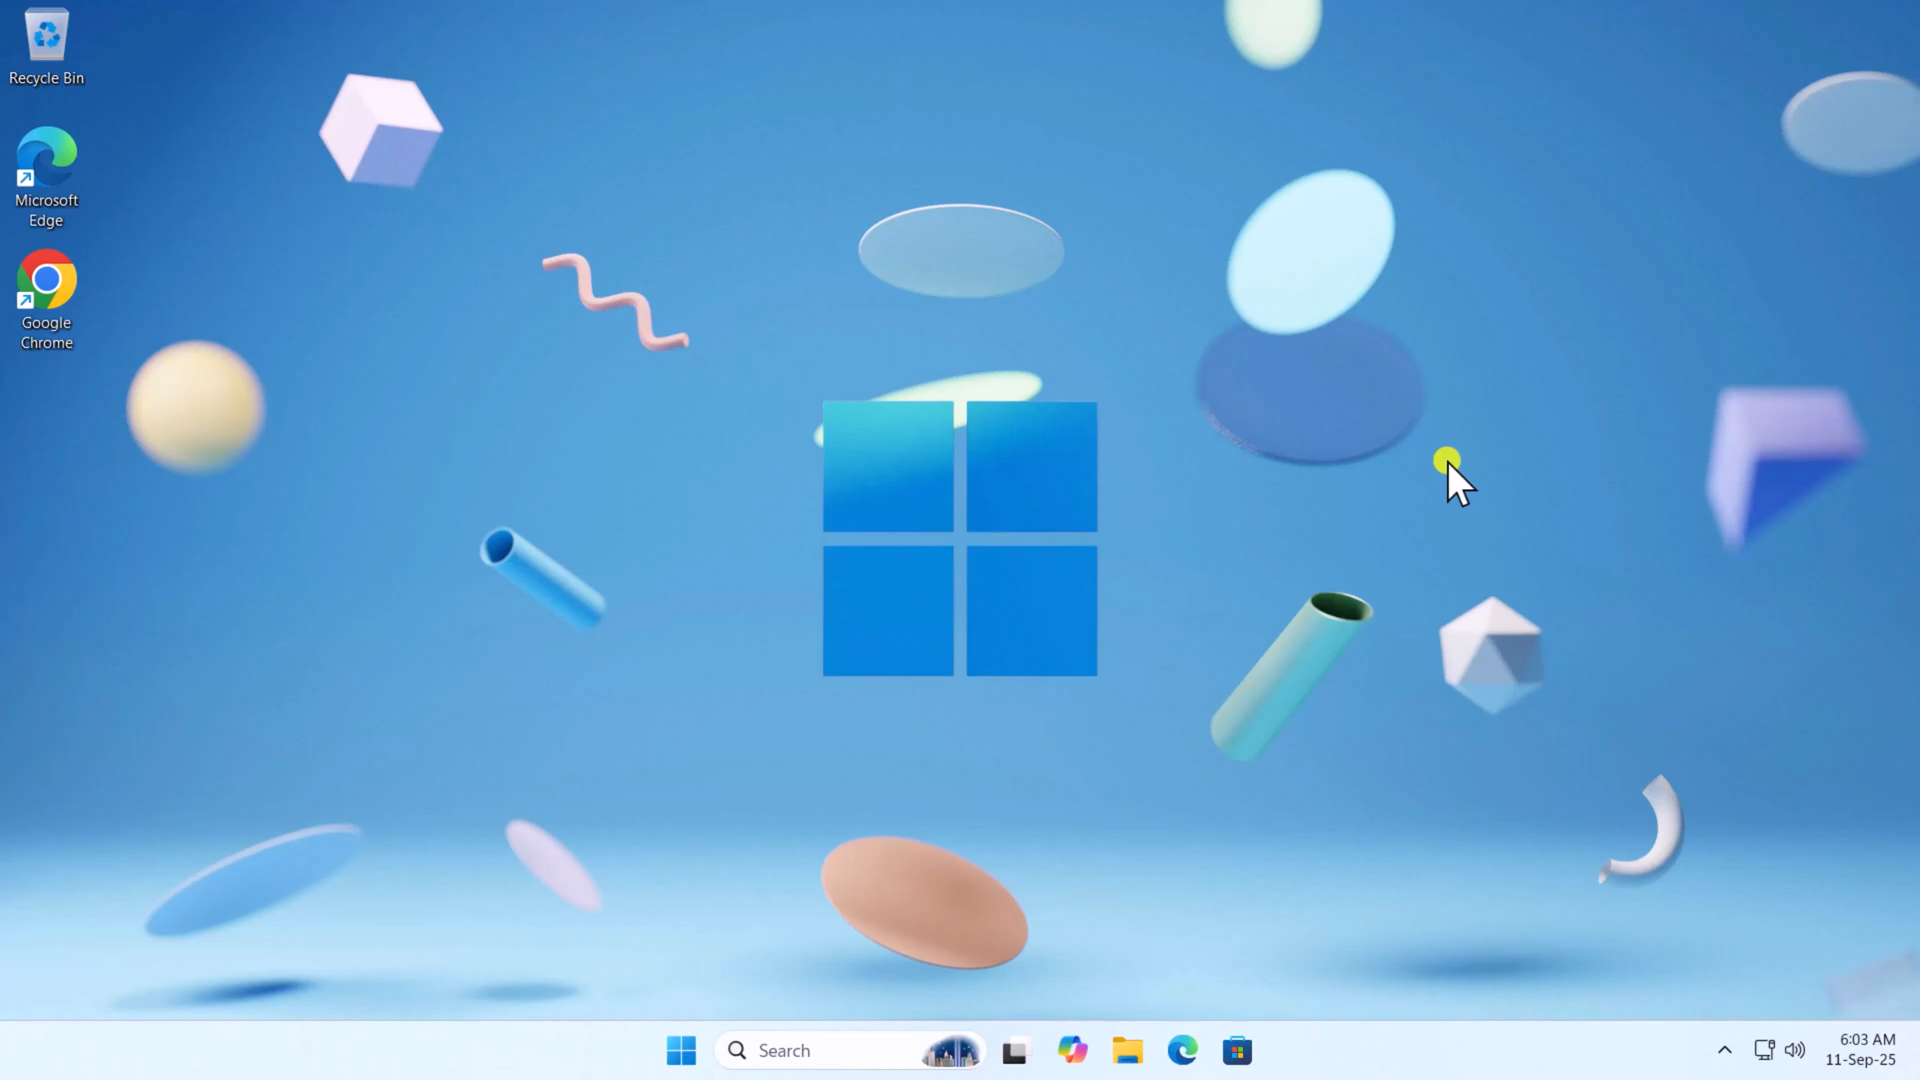 Recycle Bin
Microsoft
Edge
Google
Chrome
Search
6:03 AM
11-Sep-25